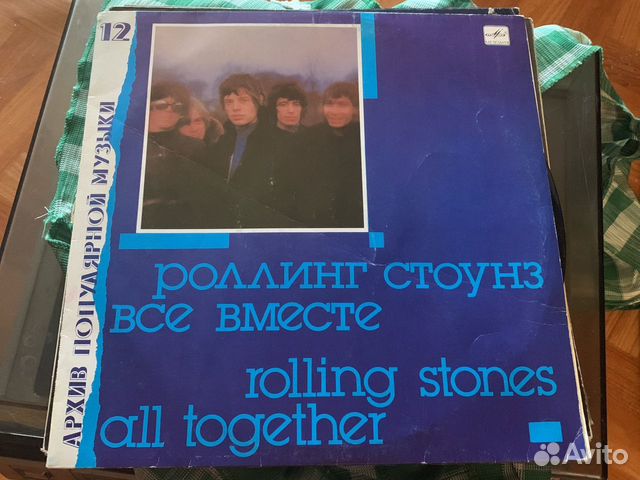 12
АРХИВ ПОПУЛЯРНОЙ МУЗЫКИ
РОЛЛИНГ СТОУНЗ
ВСЕ ВМЕСТЕ
rolling stones
all together
Avito